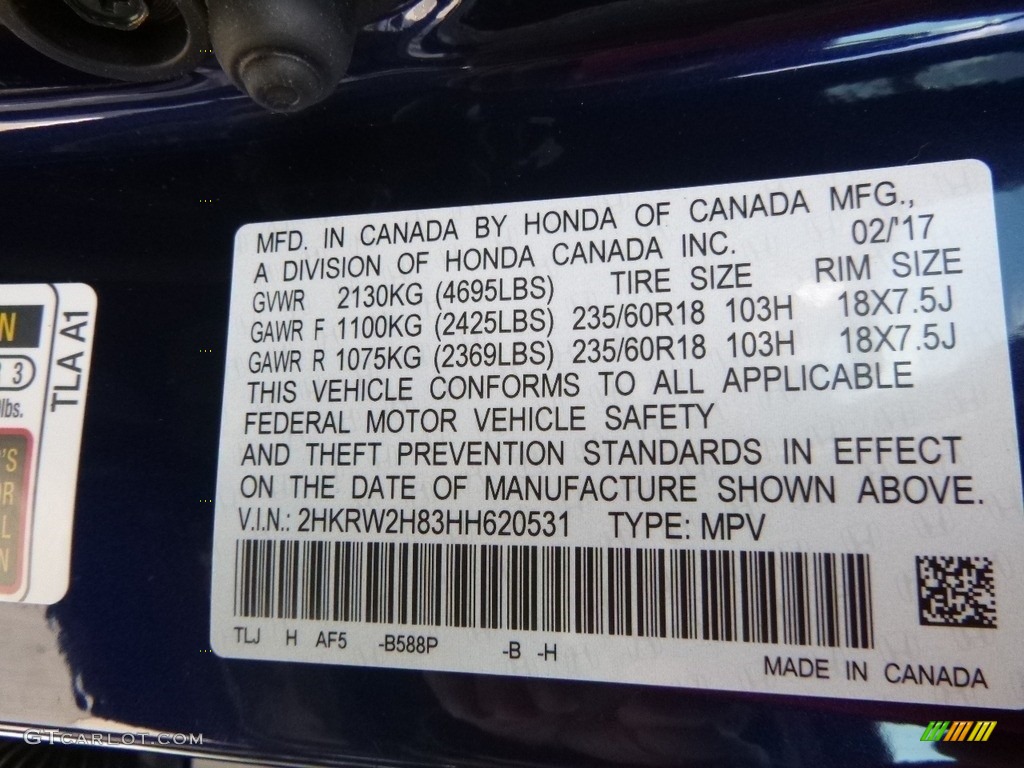 MFD. IN CANADA BY HONDA OF CANADA MFG.,
A DIVISION OF HONDA CANADA INC. 02/'17
GVWR 2130KG (4695LBS) TIRE SIZE RIM SIZE
GAWR F 1100KG (2425LBS) 235/60R18 103H 18X7.5J
GAWR R 1075KG (2369LBS) 235/60R18 103H 18X7.5J
THIS VEHICLE CONFORMS TO ALL APPLICABLE
FEDERAL MOTOR VEHICLE SAFETY
AND THEFT PREVENTION STANDARDS IN EFFECT
ON THE DATE OF MANUFACTURE SHOWN ABOVE.
V.I.N.: 2HKRW2H83HH620531 TYPE: MPV
TLJ H AF5 -B588P -B -H
MADE IN CANADA
TLA A1
N
3
lbs.
'S
OR
L
N
GTcarlot.com